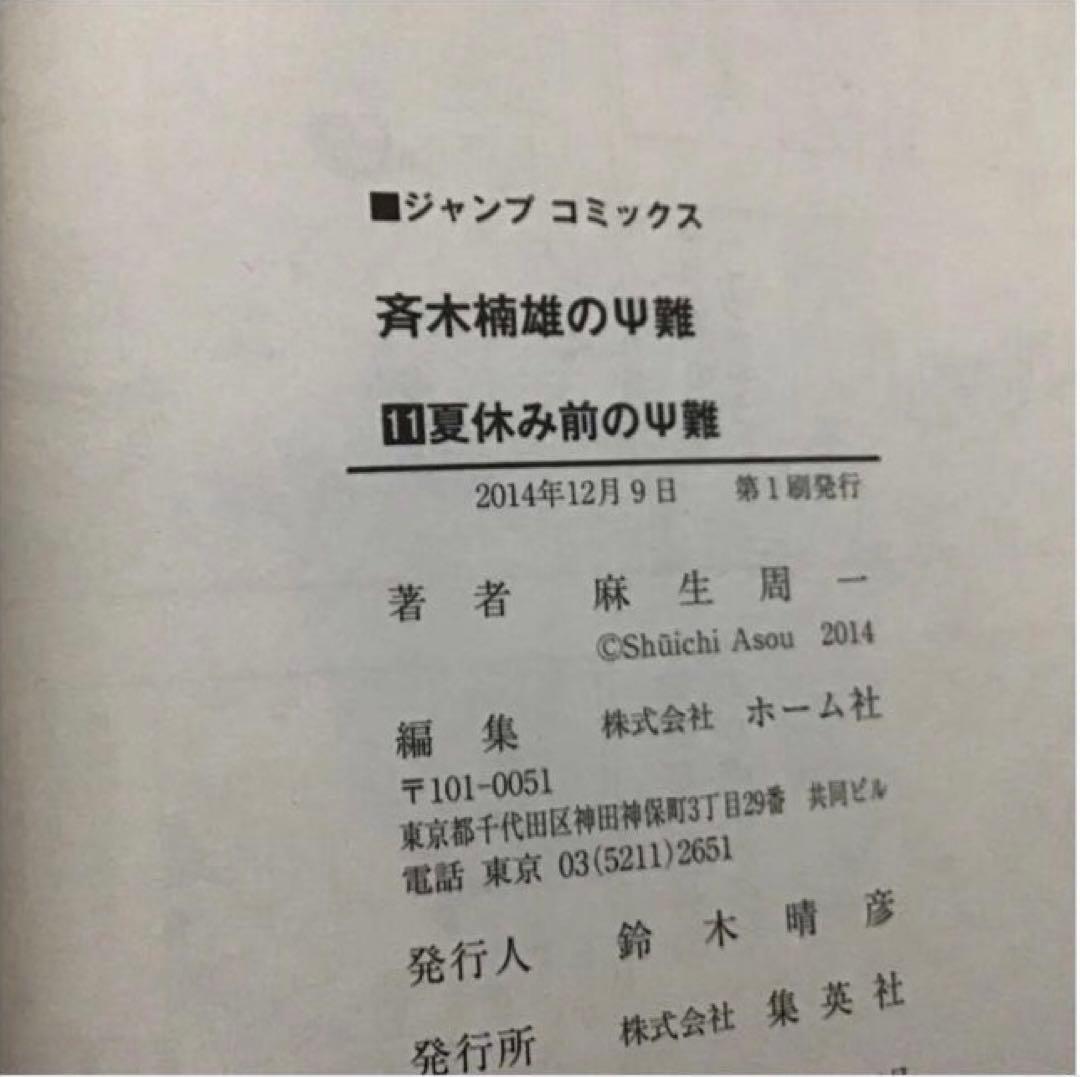 ■ジャンプ コミックス
斉木楠雄のΨ難
11夏休み前のΨ難
2014年12月9日 第1刷発行
著者 麻生周一
©Shūichi Asou 2014
編集 株式会社 ホーム社
〒101-0051
東京都千代田区神田神保町3丁目29番 共同ビル
電話 東京 03(5211)2651
発行人 鈴木晴彦
発行所 株式会社 集英社